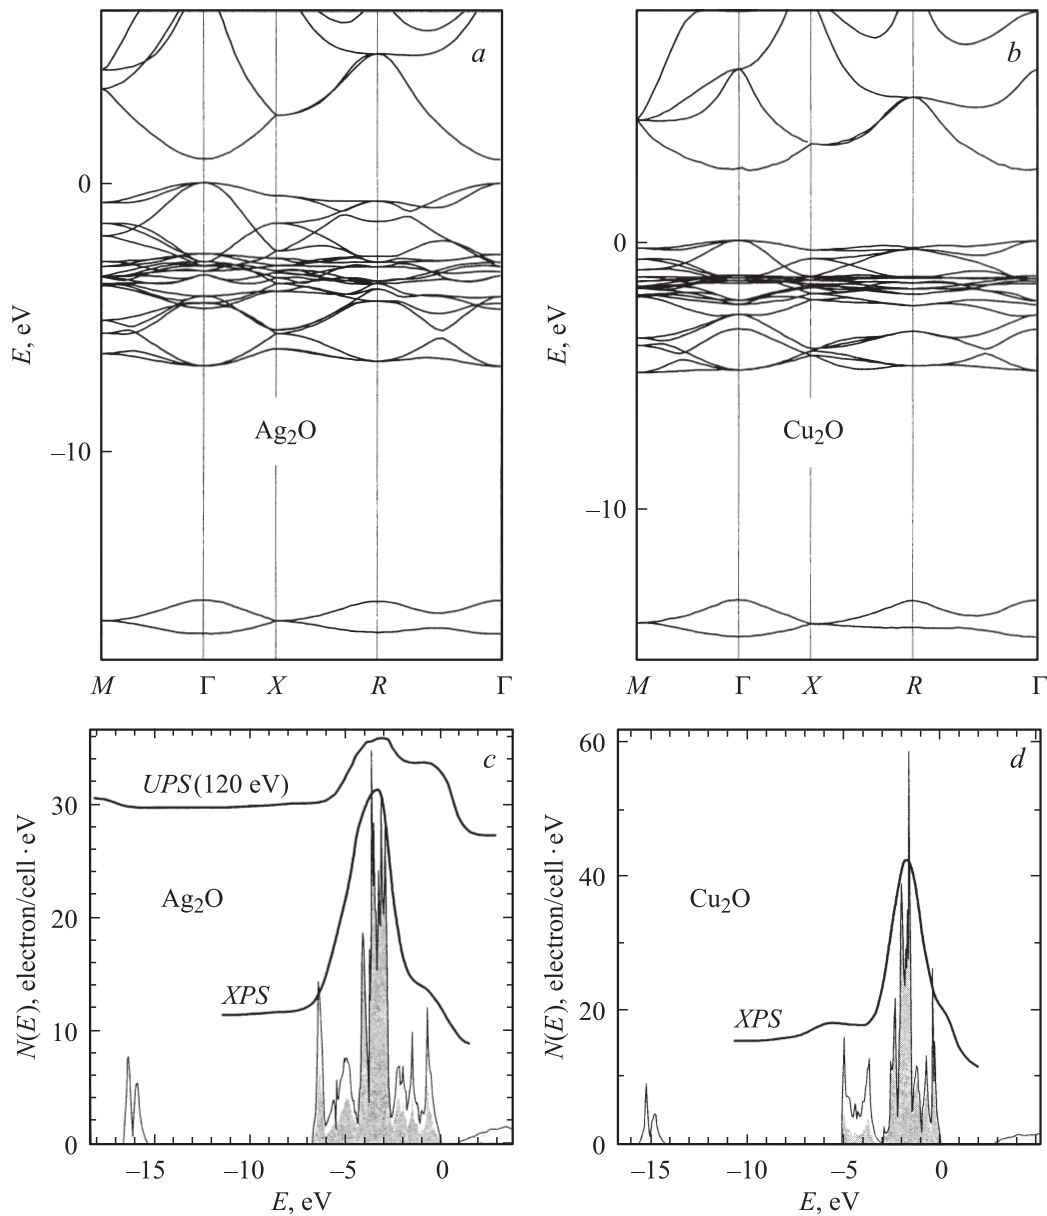 a
b
0
0
E, eV
E, eV
Ag2O
Cu2O
–10
–10
M Γ X R Γ
M Γ X R Γ
c
d
UPS (120 eV)
60
30
40
Ag2O
Cu2O
20
20
XPS
XPS
10
0
0
N(E), electron/cell · eV
N(E), electron/cell · eV
–15 –10 –5 0
–15 –10 –5 0
E, eV
E, eV